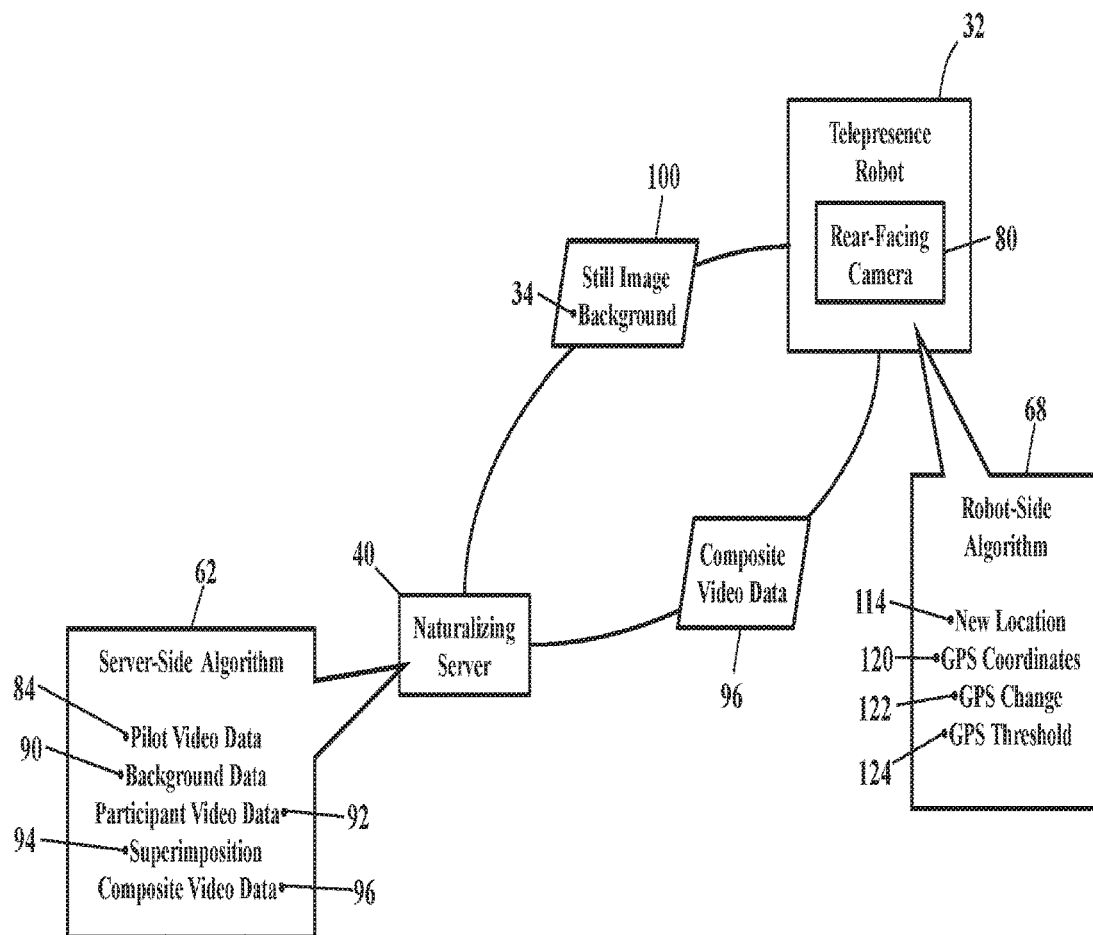 32
Telepresence
Robot
Rear-Facing
Camera
80
100
Still Image
34
Background
68
Robot-Side
Algorithm
114
New Location
120
GPS Coordinates
122
GPS Change
GPS Threshold
124
Composite
Video Data
96
40
Naturalizing
Server
62
Server-Side Algorithm
84
Pilot Video Data
90
Background Data
Participant Video Data
92
94
Superimposition
Composite Video Data
96